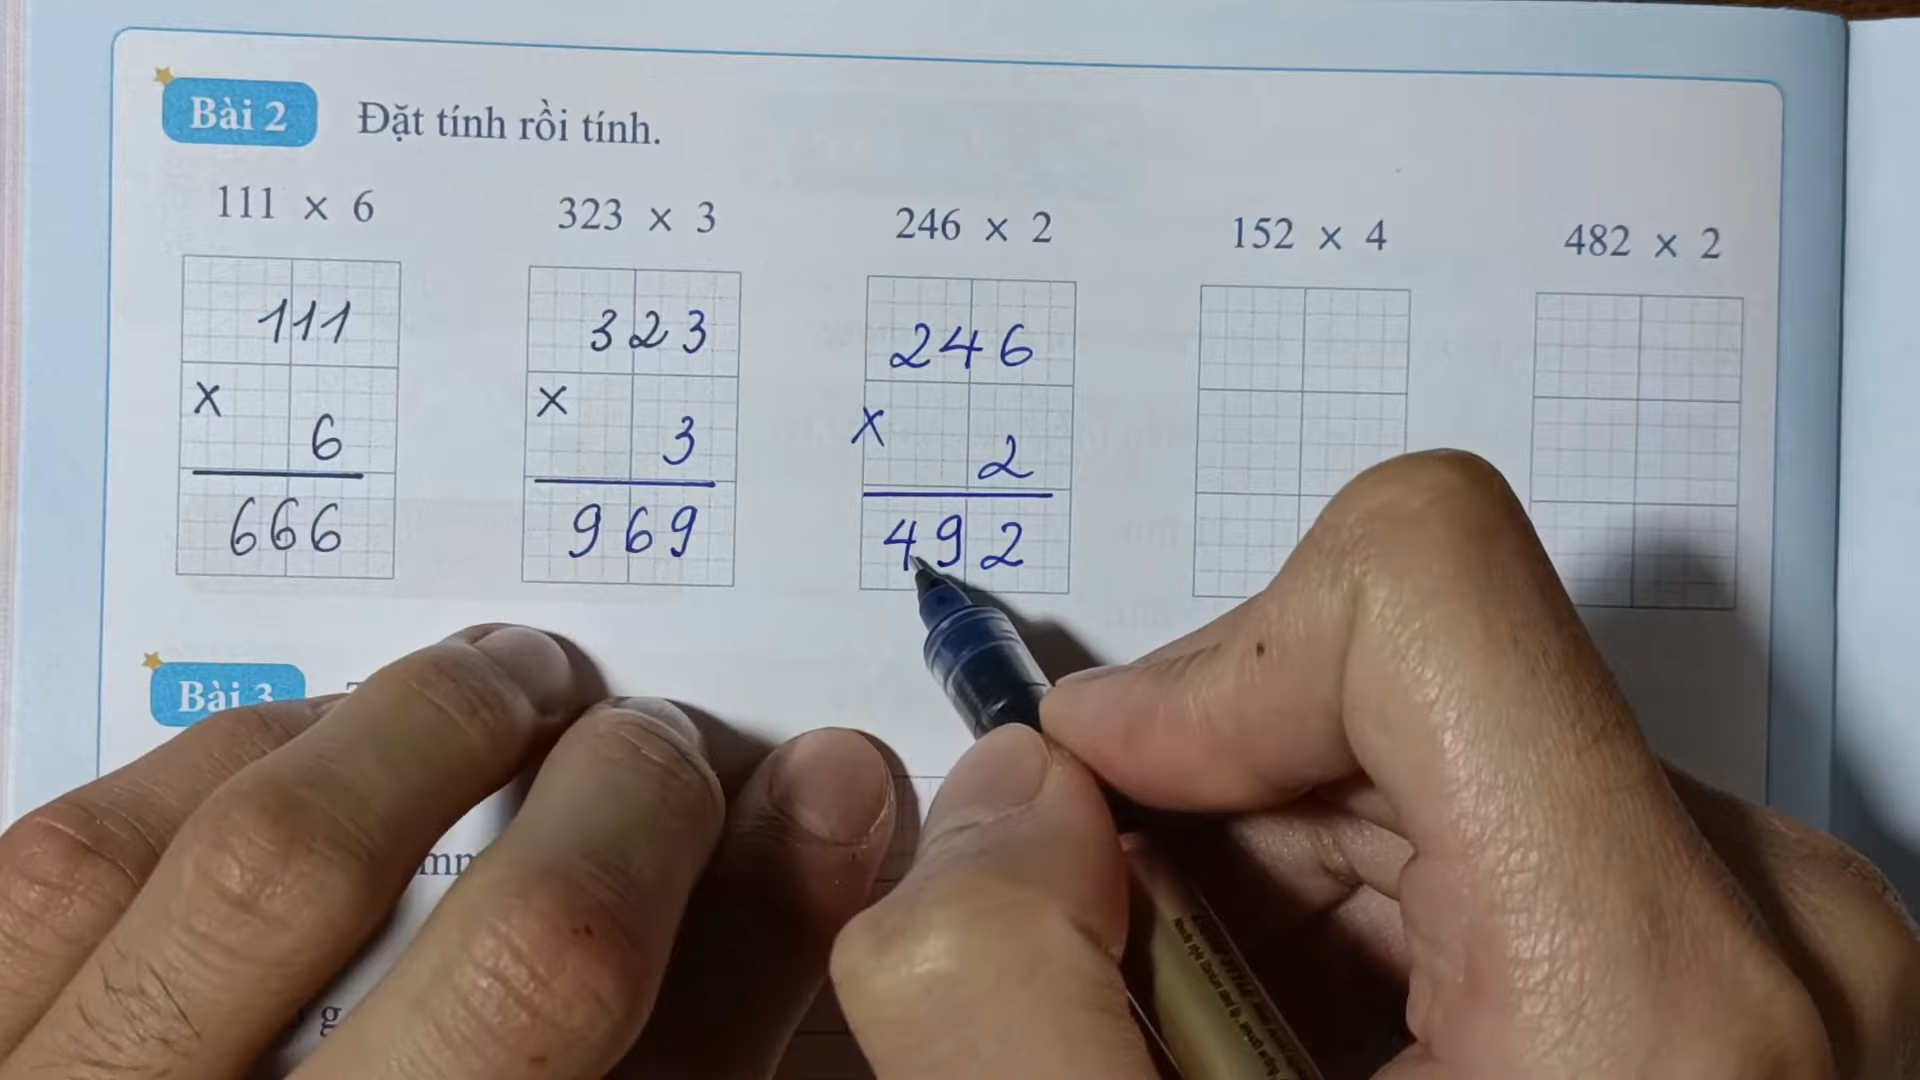 Bài 2 Đặt tính rồi tính.
111 × 6 323 × 3 246 × 2 152 × 4 482 × 2
111 323 246
× × ×
6 3 2
666 969 492
Bài 3